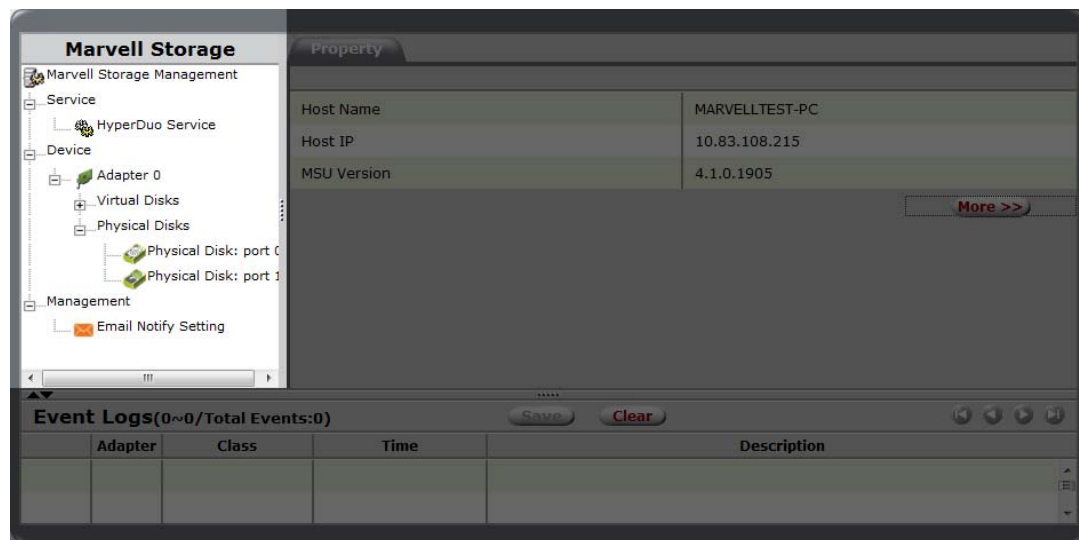 Marvell Storage
Marvell Storage Management
Service
HyperDuo Service
Device
Adapter 0
Virtual Disks
Physical Disks
Physical Disk: port 0
Physical Disk: port 1
Management
Email Notify Setting
Property
Host Name MARVELLTEST-PC
Host IP 10.83.108.215
MSU Version 4.1.0.1905
More >>
Event Logs(0~0/Total Events:0) Save Clear
Adapter Class Time Description